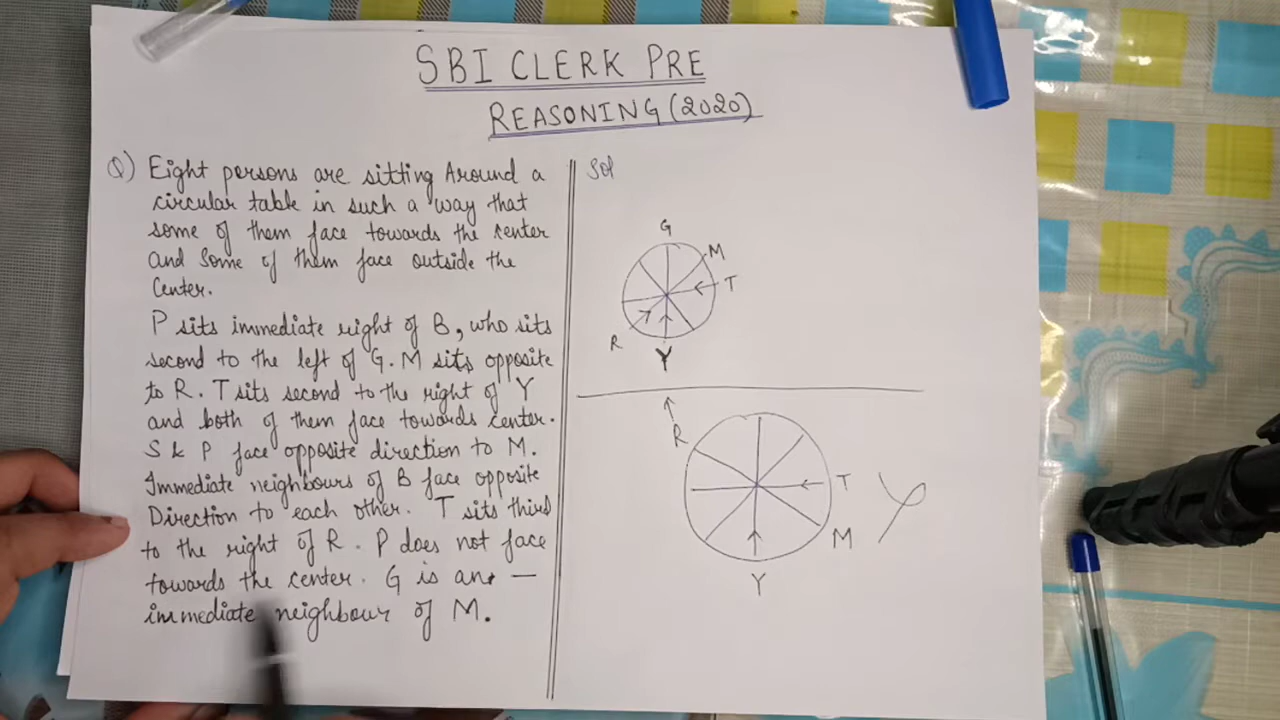 SBI CLERK PRE
REASONING (2020)
Q) Eight persons are sitting Around a
circular table in such a way that
some of them face towards the center
and Some of them face outside the
Center.
P sits immediate right of B, who sits
second to the left of G. M sits opposite
to R. T sits second to the right of Y
and both of them face towards center.
S & P face opposite direction to M.
Immediate neighbours of B face opposite
Direction to each other. T sits third
to the right of R. P does not face
towards the center. G is an —
immediate neighbour of M.
Sol
G
M
T
R
Y
R
T
M
Y